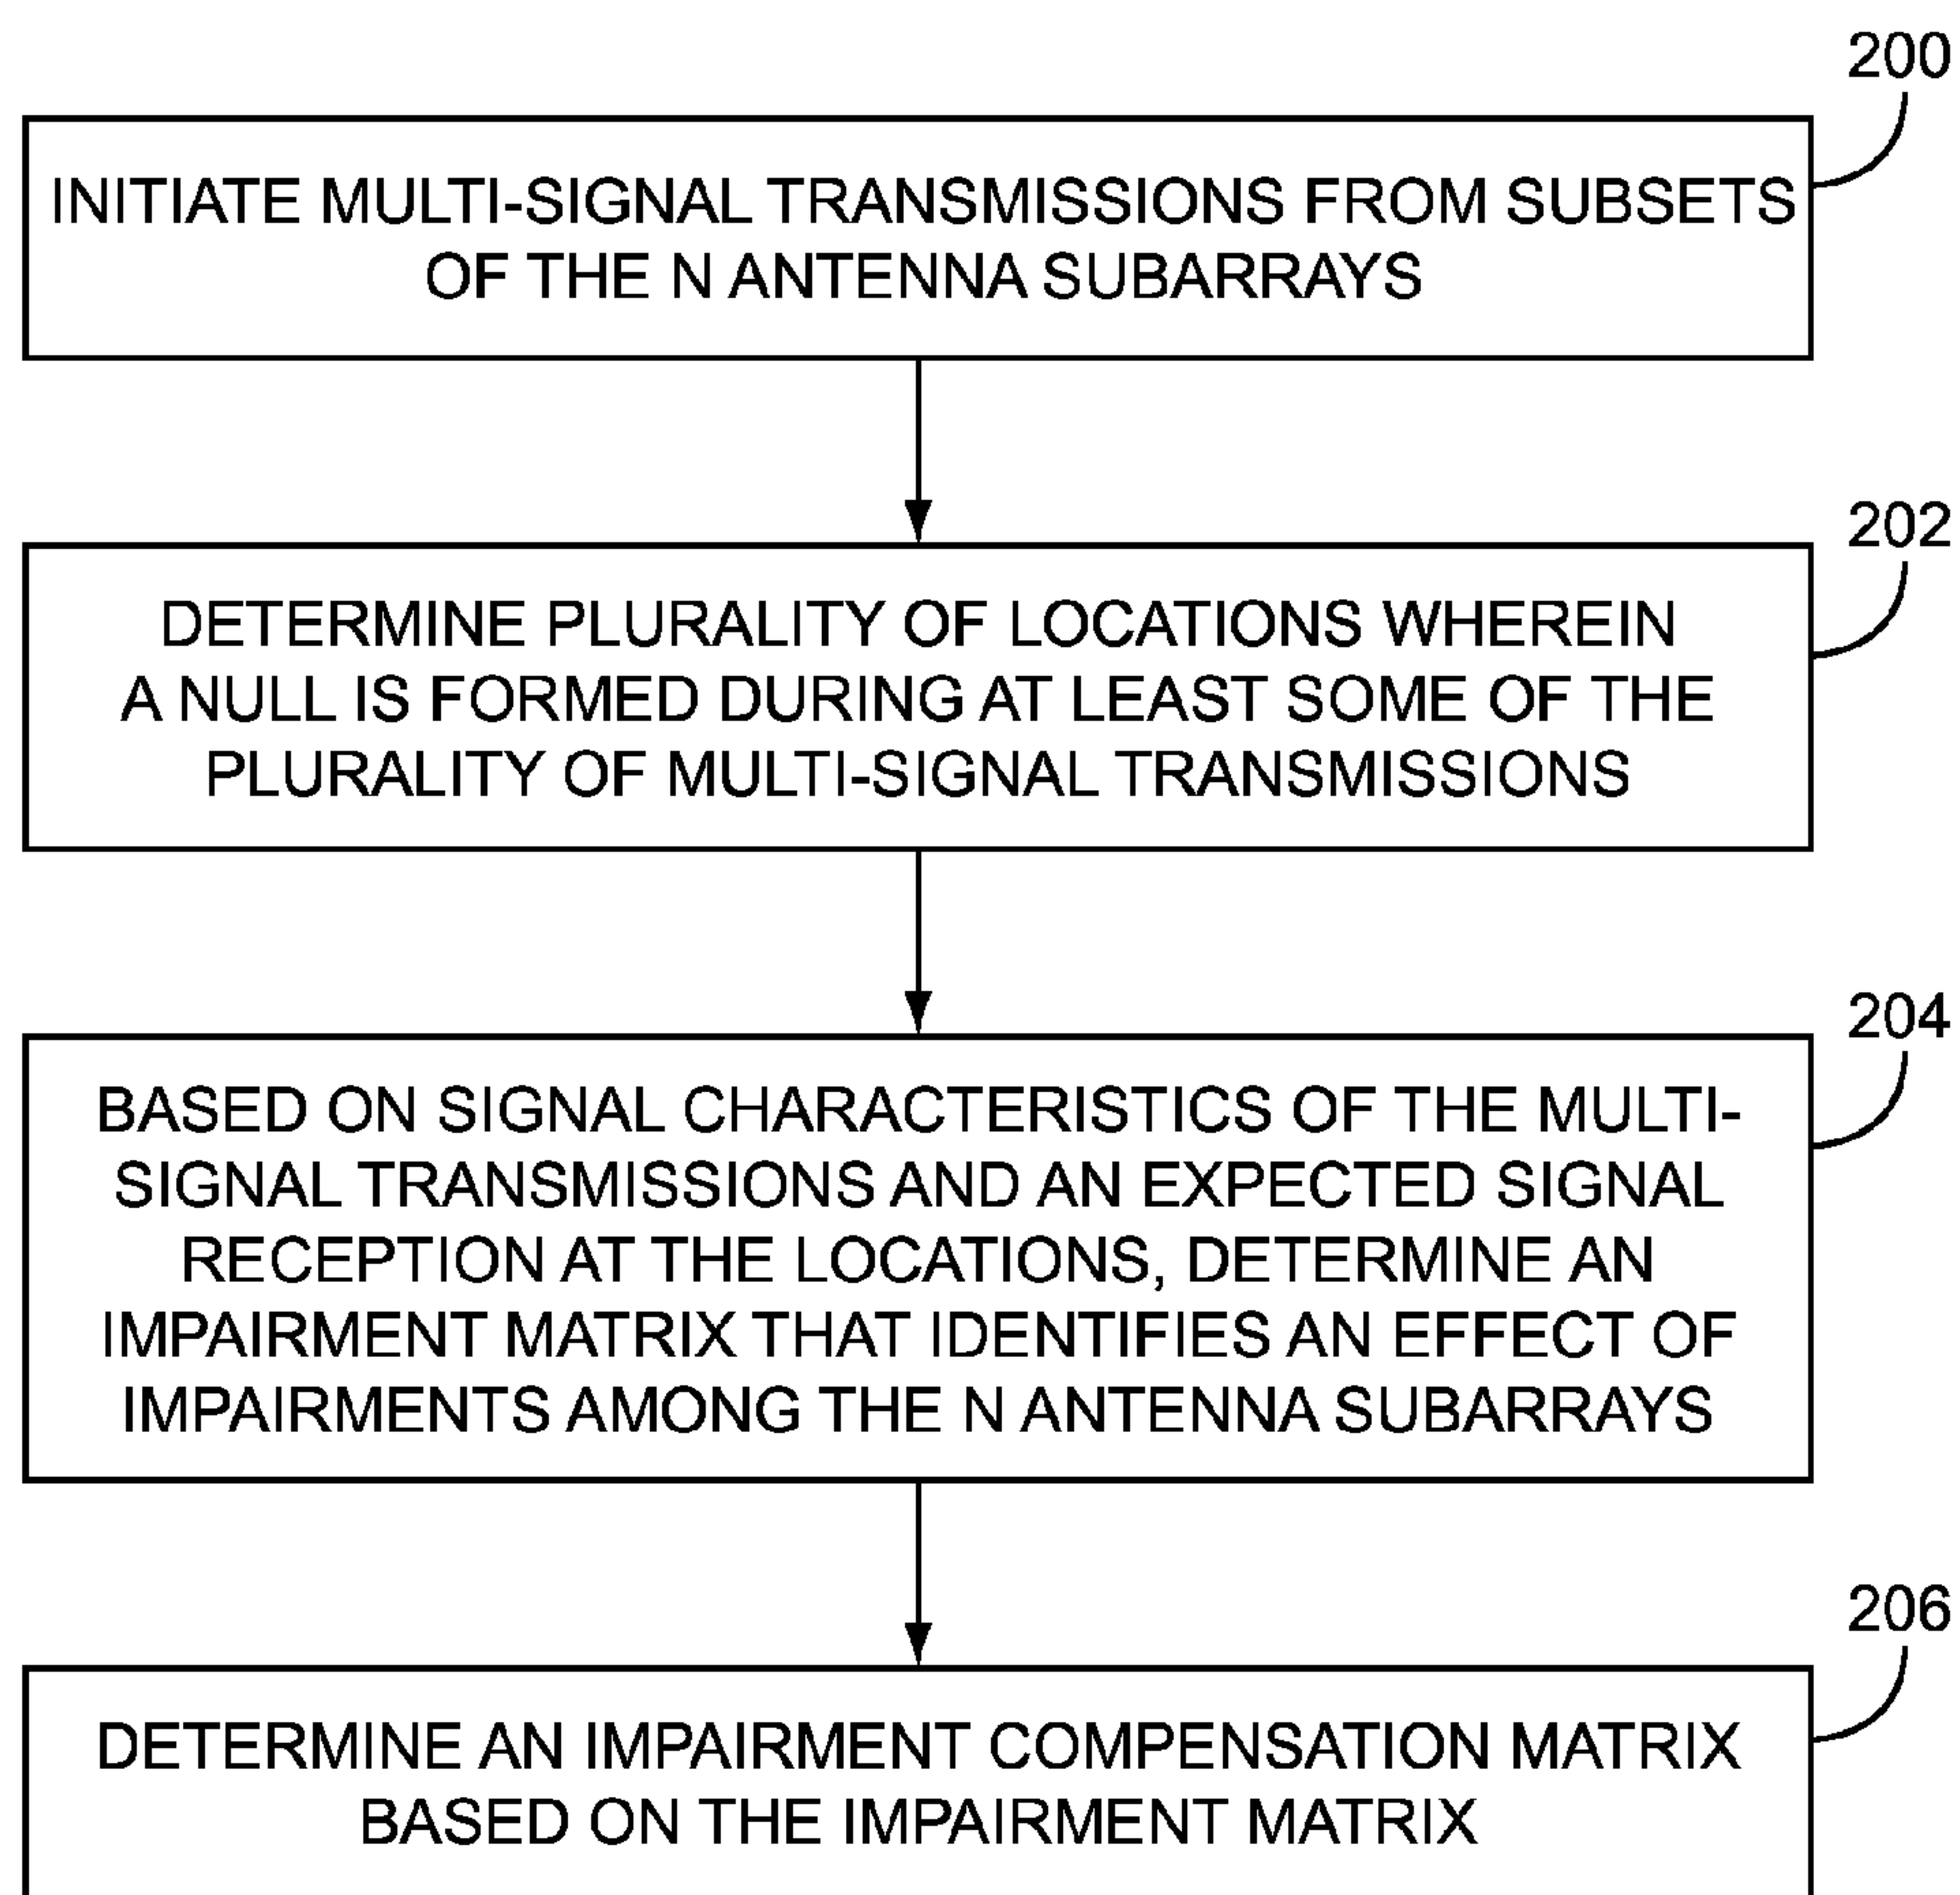 200
INITIATE MULTI-SIGNAL TRANSMISSIONS FROM SUBSETS
OF THE N ANTENNA SUBARRAYS
202
DETERMINE PLURALITY OF LOCATIONS WHEREIN
A NULL IS FORMED DURING AT LEAST SOME OF THE
PLURALITY OF MULTI-SIGNAL TRANSMISSIONS
204
BASED ON SIGNAL CHARACTERISTICS OF THE MULTI-
SIGNAL TRANSMISSIONS AND AN EXPECTED SIGNAL
RECEPTION AT THE LOCATIONS, DETERMINE AN
IMPAIRMENT MATRIX THAT IDENTIFIES AN EFFECT OF
IMPAIRMENTS AMONG THE N ANTENNA SUBARRAYS
206
DETERMINE AN IMPAIRMENT COMPENSATION MATRIX
BASED ON THE IMPAIRMENT MATRIX